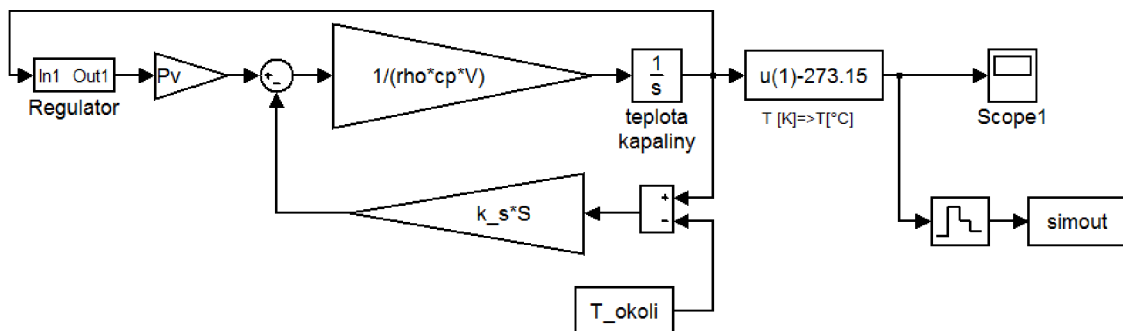 In1 Out1
Regulator
Pv
+
−
1/(rho*cp*V)
1
s
teplota
kapaliny
u(1)-273.15
T [K]=>T[°C]
Scope1
k_s*S
+
−
simout
T_okoli